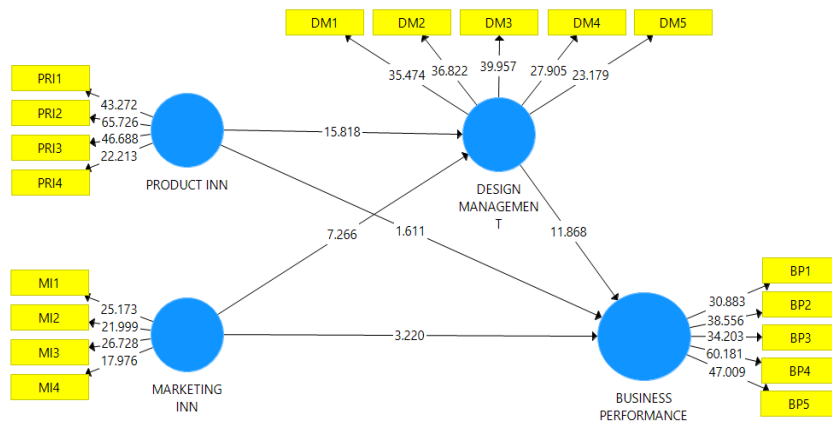 DM1
DM2
DM3
DM4
DM5
35.474
36.822
39.957
27.905
23.179
PRI1
PRI2
PRI3
PRI4
43.272
65.726
46.688
22.213
PRODUCT INN
15.818
DESIGN
MANAGEMEN
T
7.266
1.611
11.868
MI1
MI2
MI3
MI4
25.173
21.999
26.728
17.976
MARKETING
INN
3.220
BP1
BP2
BP3
BP4
BP5
30.883
38.556
34.203
60.181
47.009
BUSINESS
PERFORMANCE